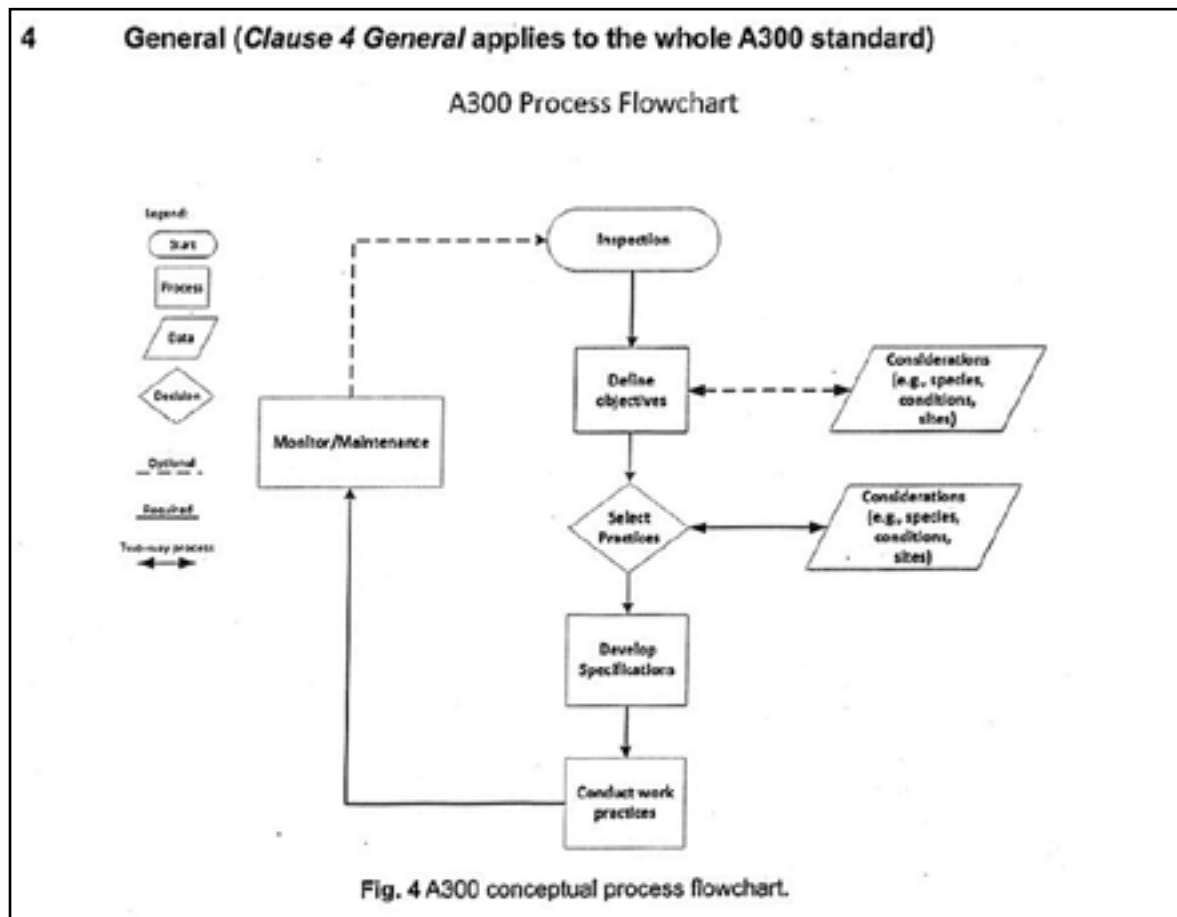 4 General (Clause 4 General applies to the whole A300 standard)
A300 Process Flowchart
Legend:
Start
Process
Data
Decision
Optional
Required
Two-way process
Inspection
Define
objectives
Considerations
(e.g., species,
conditions,
sites)
Monitor/Maintenance
Select
Practices
Considerations
(e.g., species,
conditions,
sites)
Develop
Specifications
Conduct work
practices
Fig. 4 A300 conceptual process flowchart.